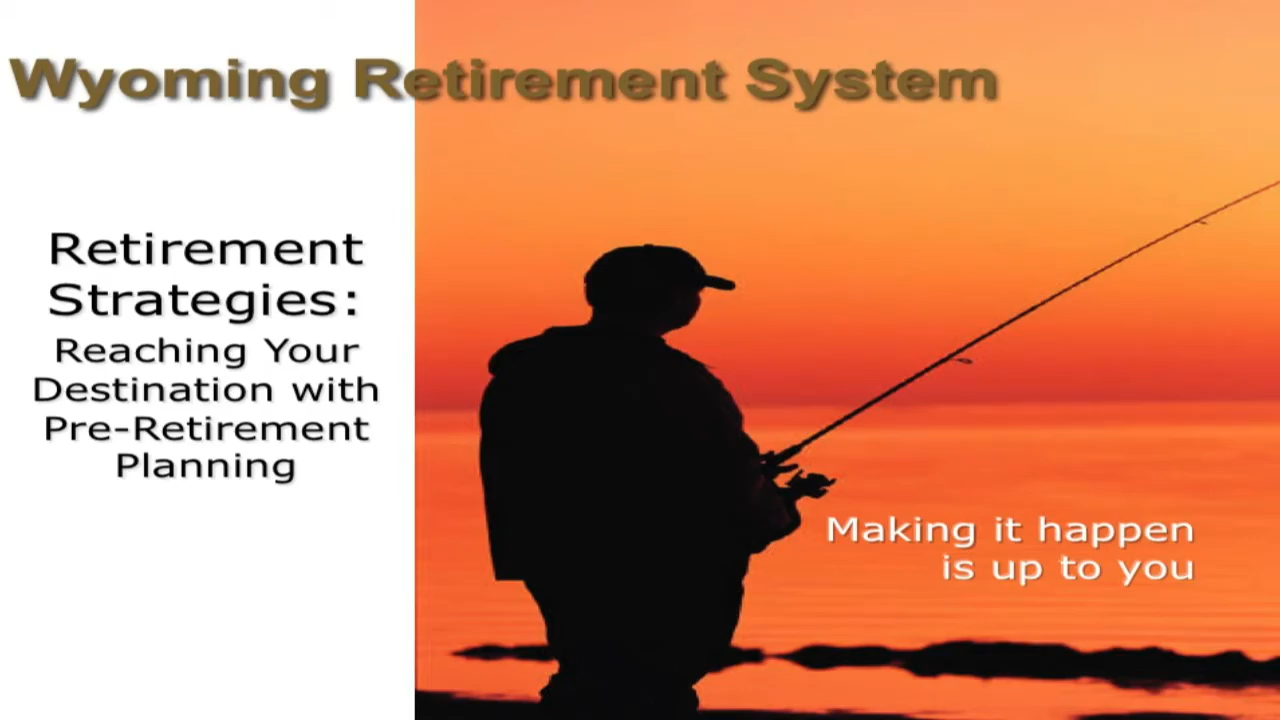 Wyoming Retirement System
Retirement
Strategies:
Reaching Your
Destination with
Pre-Retirement
Planning
Making it happen
is up to you